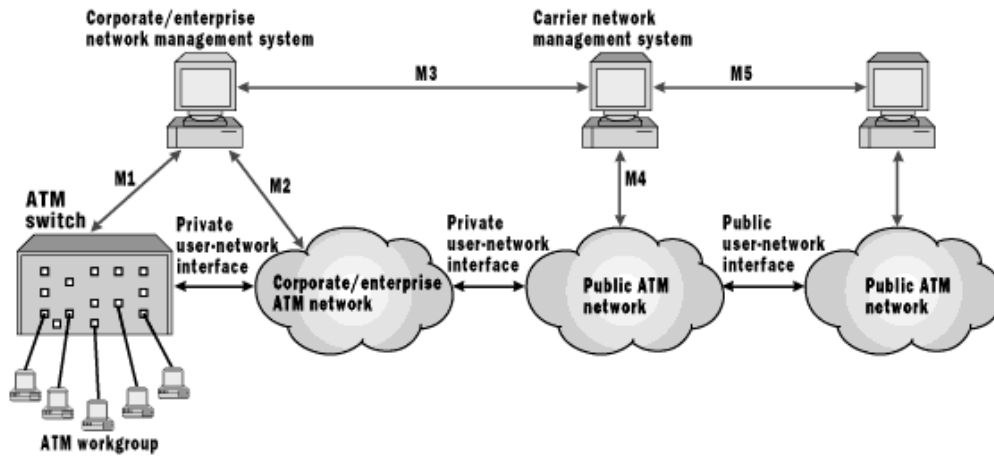 Corporate/enterprise
network management system
Carrier network
management system
M3
M5
M1
M2
M4
ATM
switch
Private
user-network
interface
Private
user-network
interface
Public
user-network
interface
Corporate/enterprise
ATM network
Public ATM
network
Public ATM
network
ATM workgroup